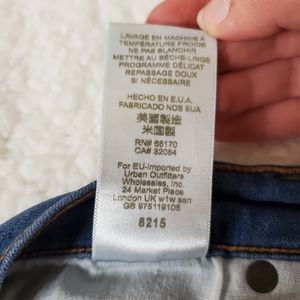 LAVAGE EN MACHINE À
TEMPÉRATURE FROIDE
NE PAS BLANCHIR
METTRE AU SÈCHE-LINGE
PROGRAMME DÉLICAT
REPASSAGE DOUX
SI NÉCESSAIRE
HECHO EN E.U.A.
FABRICADO NOS EUA
美國製造
米国製
RN# 66170
CA# 32054
For EU-Imported by
Urban Outfitters
Wholesales, Inc.
24 Market Place
London UK w1w san
GB 975119105
8215